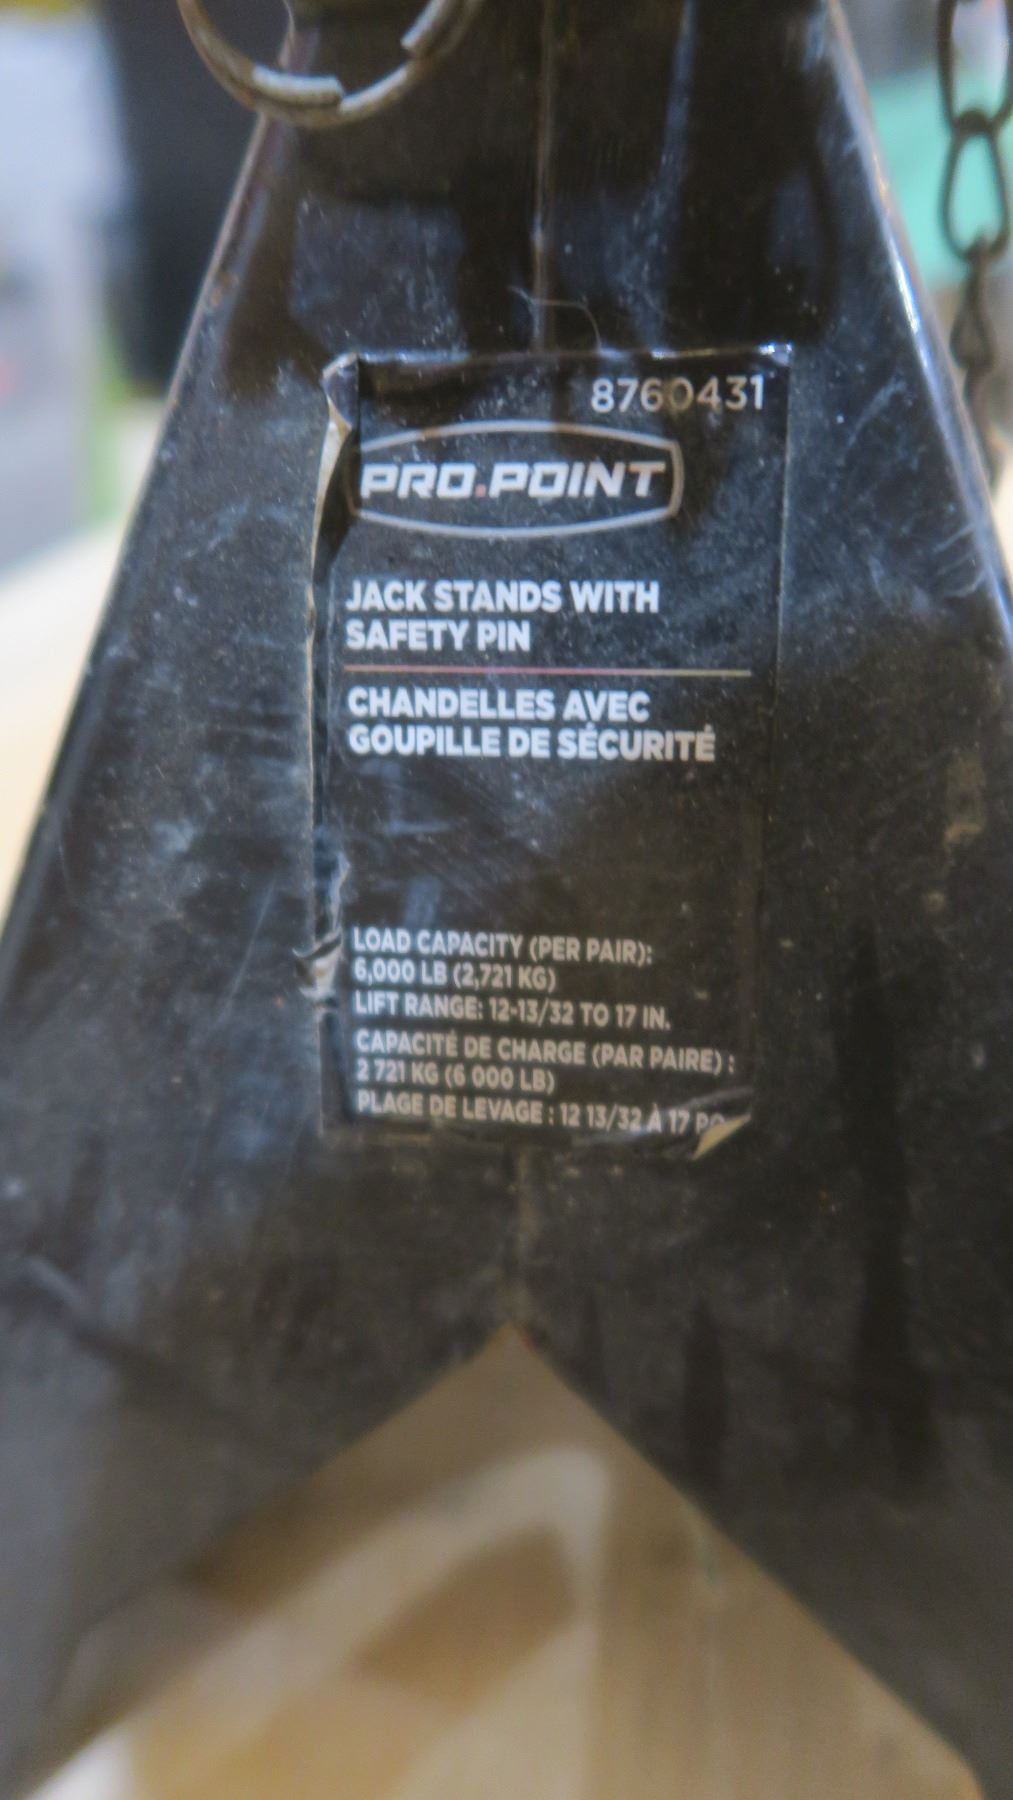 8760431
PRO.POINT
JACK STANDS WITH
SAFETY PIN
CHANDELLES AVEC
GOUPILLE DE SÉCURITÉ
LOAD CAPACITY (PER PAIR):
6,000 LB (2,721 KG)
LIFT RANGE: 12-13/32 TO 17 IN.
CAPACITÉ DE CHARGE (PAR PAIRE) :
2 721 KG (6 000 LB)
PLAGE DE LEVAGE : 12 13/32 À 17 PO